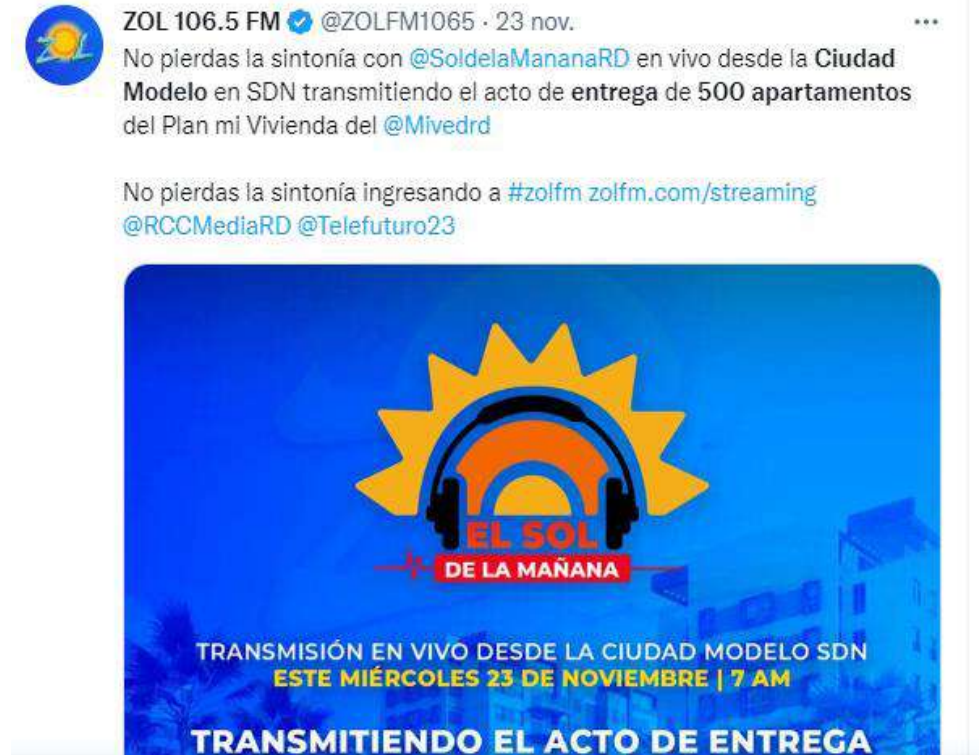 ZOL 106.5 FM @ZOLFM1065 · 23 nov.
ZOL
No pierdas la sintonía con @SoldelaMananaRD en vivo desde la Ciudad
Modelo en SDN transmitiendo el acto de entrega de 500 apartamentos
del Plan mi Vivienda del @Mivedrd
No pierdas la sintonía ingresando a #zolfm zolfm.com/streaming
@RCCMediaRD @Telefuturo23
EL SOL
DE LA MAÑANA
TRANSMISIÓN EN VIVO DESDE LA CIUDAD MODELO SDN
ESTE MIÉRCOLES 23 DE NOVIEMBRE | 7 AM
TRANSMITIENDO EL ACTO DE ENTREGA